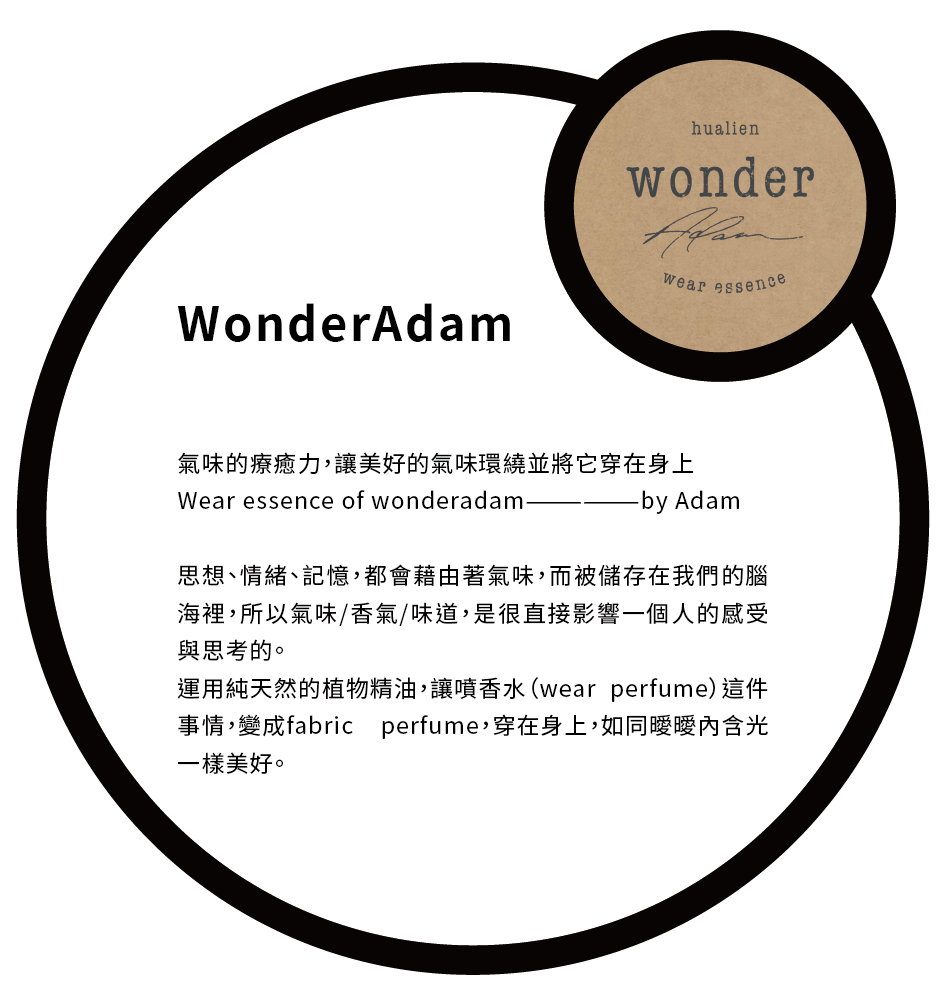 hualien
wonder
Adam
wear essence
WonderAdam
氣味的療癒力，讓美好的氣味環繞並將它穿在身上
Wear essence of wonderadam——————by Adam
思想、情緒、記憶，都會藉由著氣味，而被儲存在我們的腦
海裡，所以氣味/香氣/味道，是很直接影響一個人的感受
與思考的。
運用純天然的植物精油，讓噴香水（wear perfume）這件
事情，變成fabric perfume，穿在身上，如同曖曖內含光
一樣美好。